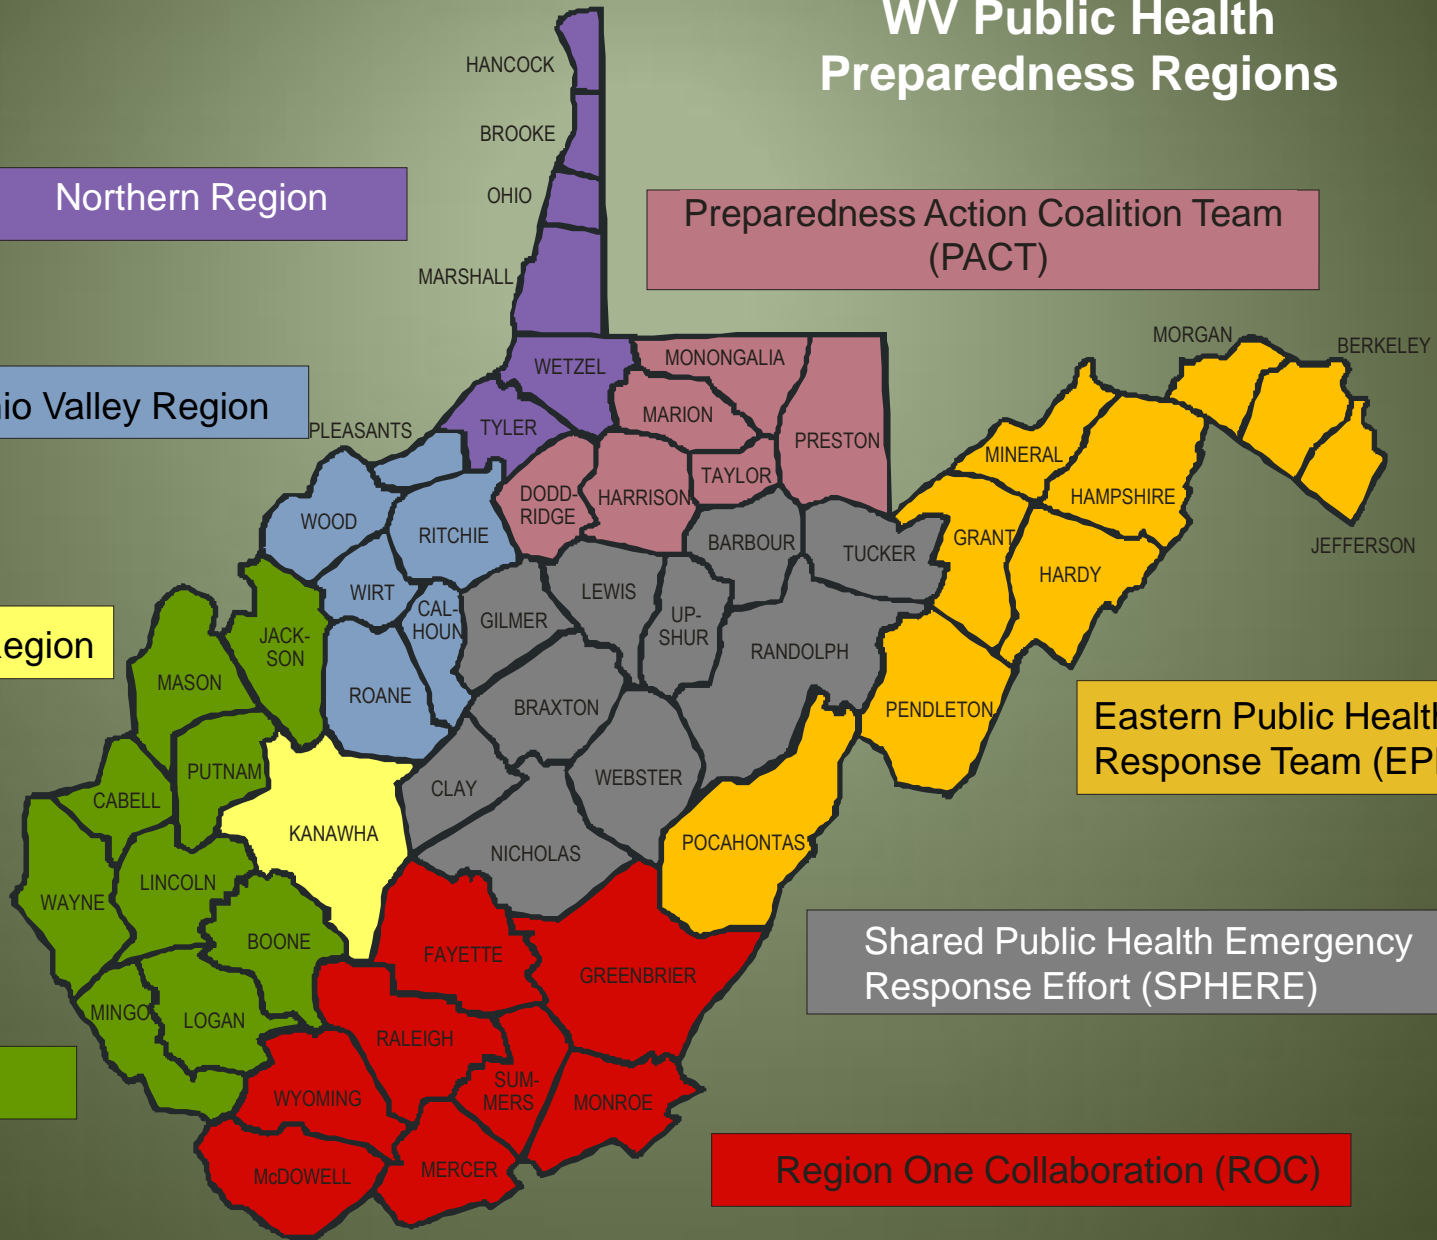 WV Public Health
Preparedness Regions
HANCOCK
BROOKE
Northern Region
OHIO
Preparedness Action Coalition Team
(PACT)
MARSHALL
MORGAN
BERKELEY
WETZEL
MONONGALIA
io Valley Region
PLEASANTS
TYLER
MARION
PRESTON
MINERAL
TAYLOR
DODD-
RIDGE
HARRISON
HAMPSHIRE
WOOD
RITCHIE
BARBOUR
TUCKER
GRANT
JEFFERSON
HARDY
WIRT
CAL-
HOUN
GILMER
LEWIS
UP-
SHUR
RANDOLPH
egion
JACK-
SON
MASON
ROANE
BRAXTON
PENDLETON
Eastern Public Health
Response Team (EP
PUTNAM
CABELL
CLAY
WEBSTER
KANAWHA
NICHOLAS
POCAHONTAS
LINCOLN
WAYNE
BOONE
FAYETTE
GREENBRIER
Shared Public Health Emergency
Response Effort (SPHERE)
MINGO
LOGAN
RALEIGH
WYOMING
SUM-
MERS
MONROE
McDOWELL
MERCER
Region One Collaboration (ROC)